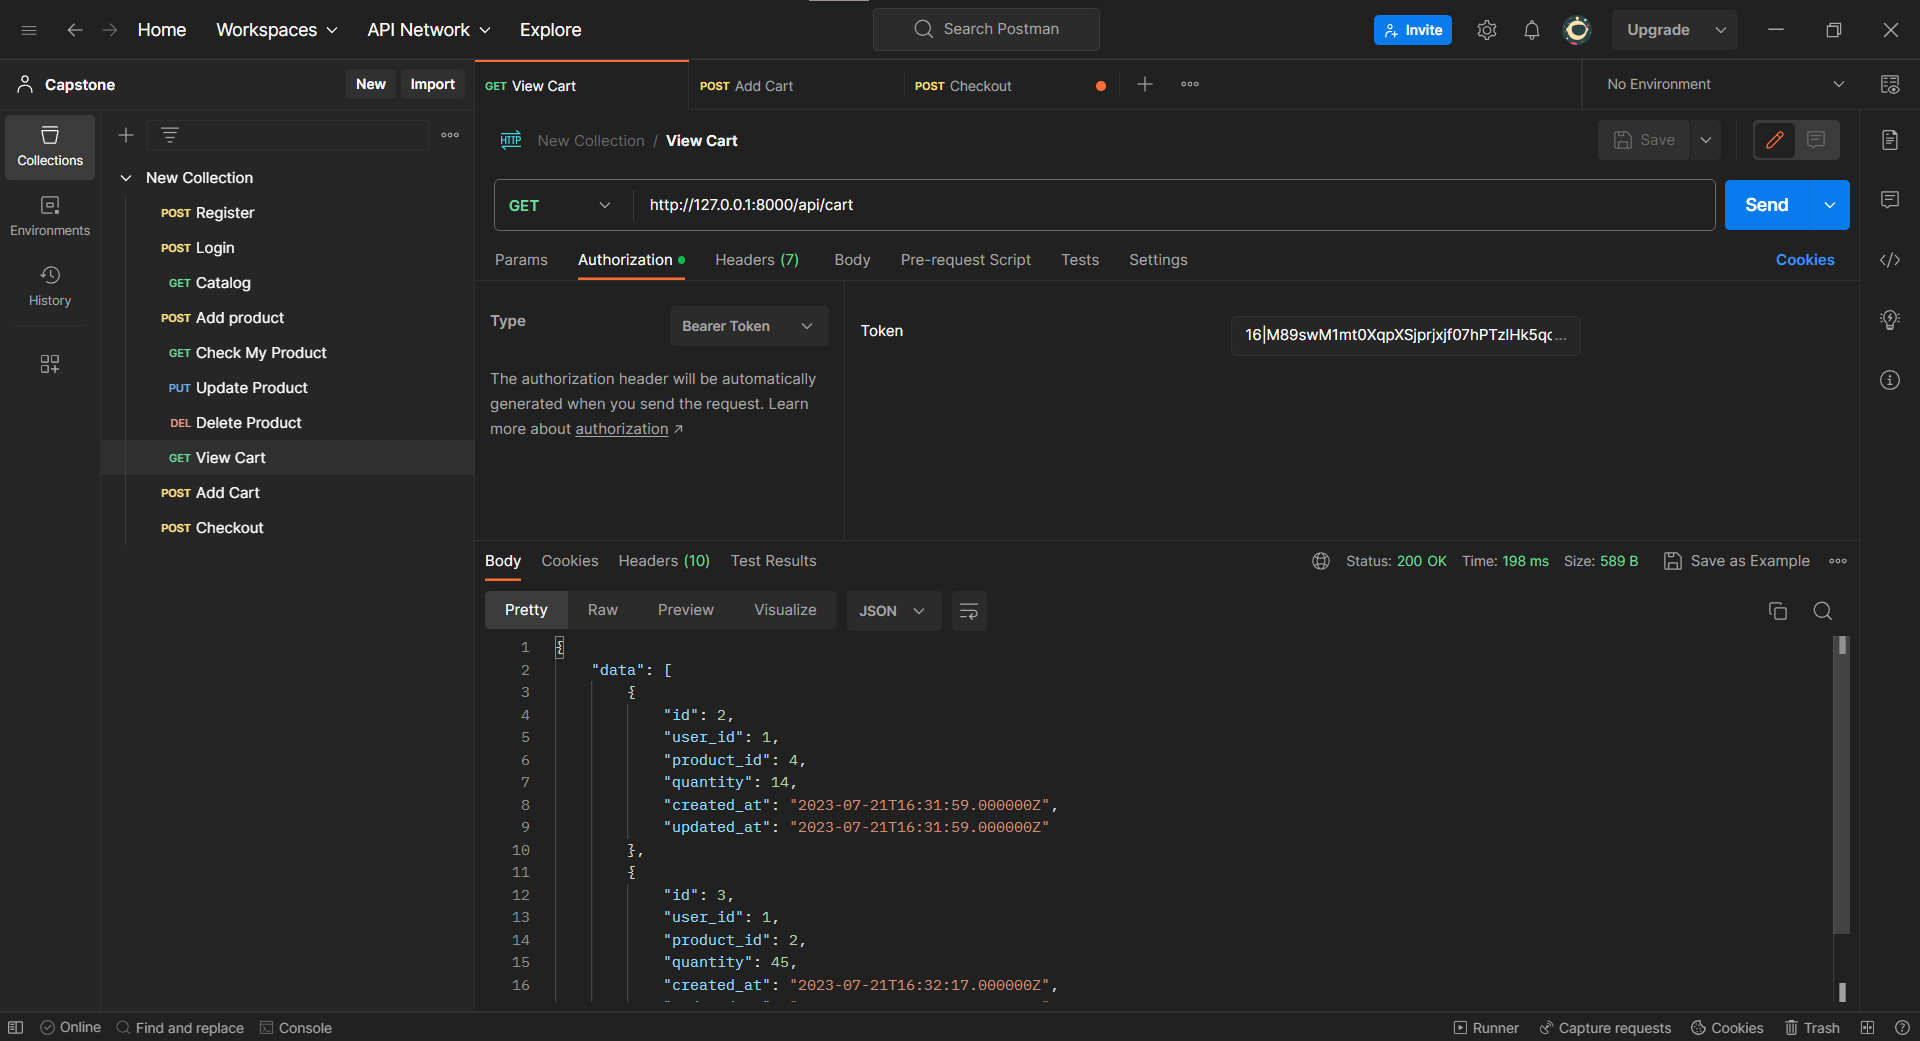 Home Workspaces API Network Explore Search Postman Invite Upgrade
Capstone New Import
GET View Cart POST Add Cart POST Checkout No Environment
Collections
Environments
History
New Collection
POST Register
POST Login
GET Catalog
POST Add product
GET Check My Product
PUT Update Product
DEL Delete Product
GET View Cart
POST Add Cart
POST Checkout
HTTP New Collection / View Cart Save
GET http://127.0.0.1:8000/api/cart Send
Params Authorization Headers (7) Body Pre-request Script Tests Settings Cookies
Type Bearer Token
The authorization header will be automatically
generated when you send the request. Learn
more about authorization ↗
Token 16|M89swM1mt0XqpXSjprjxjf07hPTzlHk5qc...
Body Cookies Headers (10) Test Results Status: 200 OK Time: 198 ms Size: 589 B Save as Example
Pretty Raw Preview Visualize JSON
1 {
2 "data": [
3 {
4 "id": 2,
5 "user_id": 1,
6 "product_id": 4,
7 "quantity": 14,
8 "created_at": "2023-07-21T16:31:59.000000Z",
9 "updated_at": "2023-07-21T16:31:59.000000Z"
10 },
11 {
12 "id": 3,
13 "user_id": 1,
14 "product_id": 2,
15 "quantity": 45,
16 "created_at": "2023-07-21T16:32:17.000000Z",
Online Find and replace Console Runner Capture requests Cookies Trash